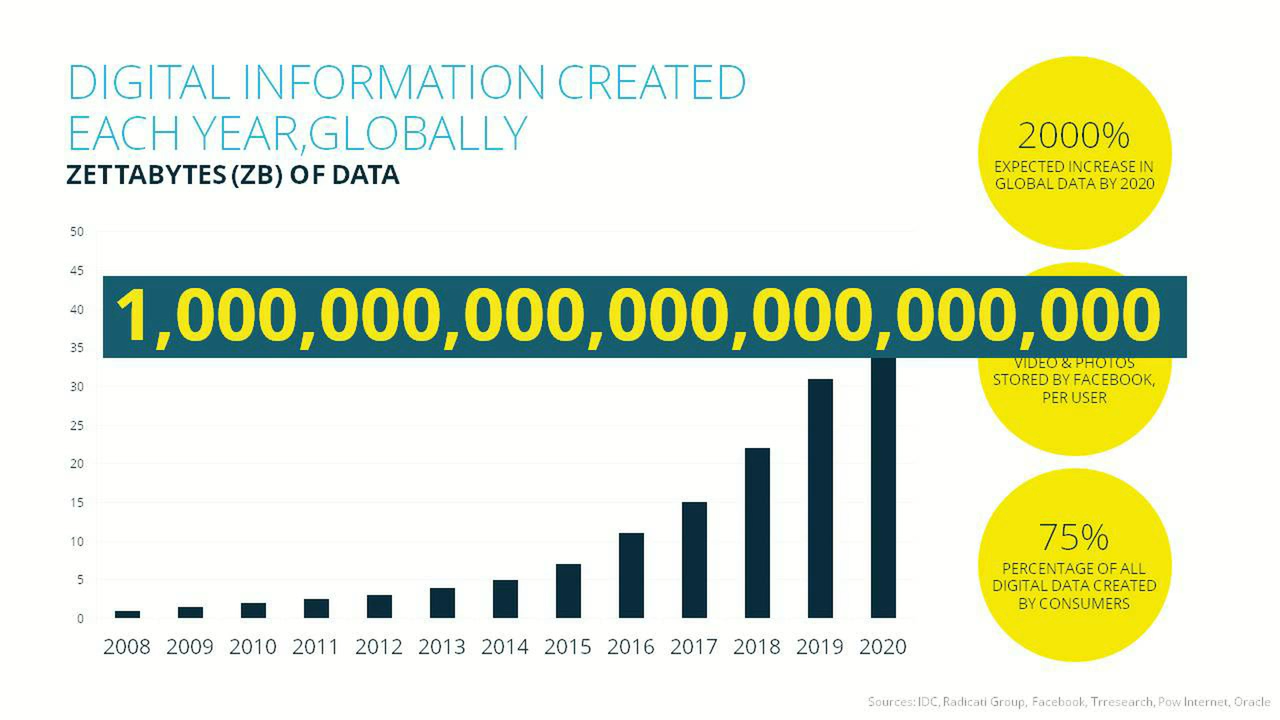 DIGITAL INFORMATION CREATED
EACH YEAR,GLOBALLY
ZETTABYTES (ZB) OF DATA
50
45
40
35
30
25
20
15
10
5
0
1,000,000,000,000,000,000,000
2008 2009 2010 2011 2012 2013 2014 2015 2016 2017 2018 2019 2020
2000%
EXPECTED INCREASE IN
GLOBAL DATA BY 2020
VIDEO & PHOTOS
STORED BY FACEBOOK,
PER USER
75%
PERCENTAGE OF ALL
DIGITAL DATA CREATED
BY CONSUMERS
Sources: IDC, Radicati Group, Facebook, Trresearch, Pow Internet, Oracle